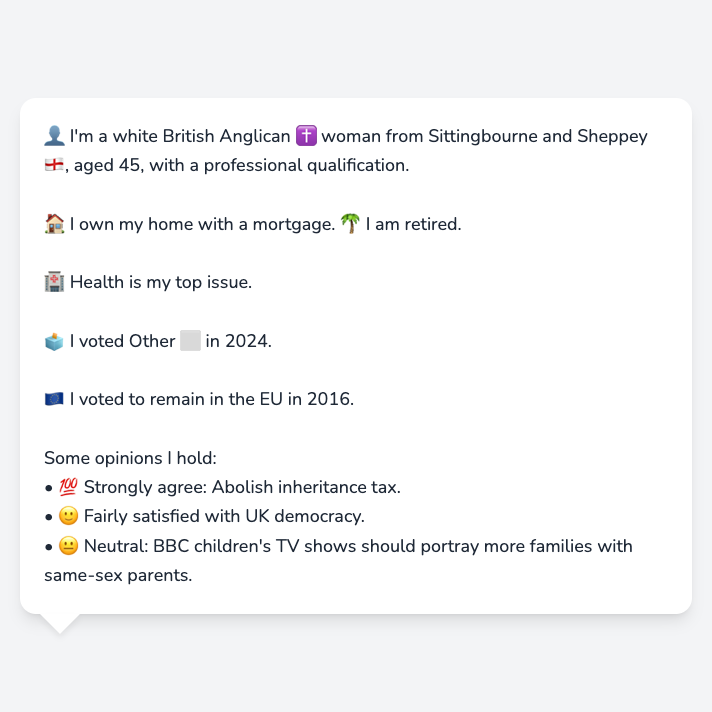 👤 I'm a white British Anglican ✝️ woman from Sittingbourne and Sheppey
🏴󠁧󠁢󠁥󠁮󠁧󠁿, aged 45, with a professional qualification.
🏠 I own my home with a mortgage. 🌴 I am retired.
🏥 Health is my top issue.
🗳️ I voted Other ⬜ in 2024.
🇪🇺 I voted to remain in the EU in 2016.
Some opinions I hold:
• 💯 Strongly agree: Abolish inheritance tax.
• 🙂 Fairly satisfied with UK democracy.
• 😐 Neutral: BBC children's TV shows should portray more families with
same-sex parents.